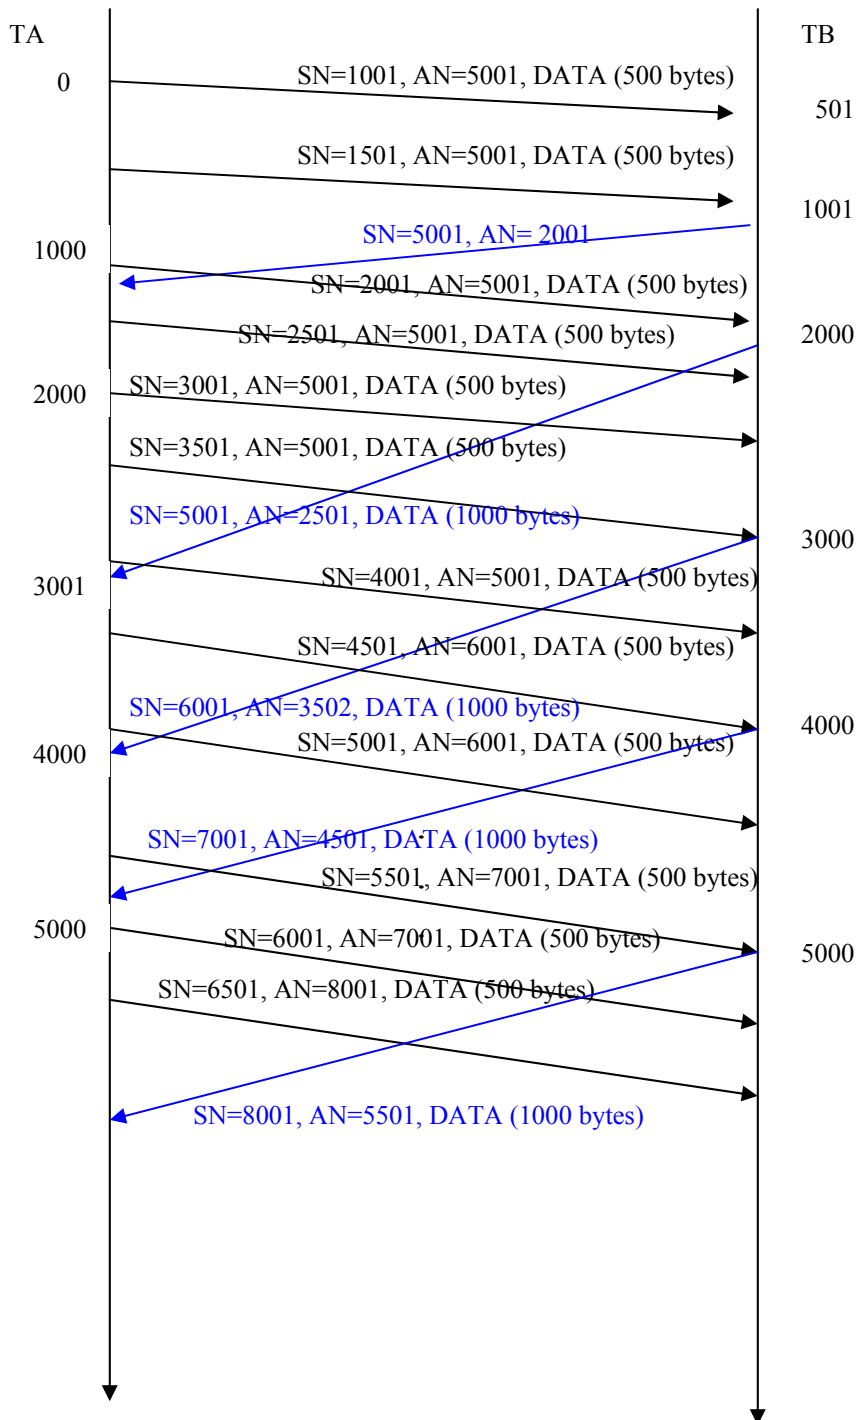 TA
TB
0
SN=1001, AN=5001, DATA (500 bytes)
501
SN=1501, AN=5001, DATA (500 bytes)
1001
SN=5001, AN= 2001
1000
SN=2001, AN=5001, DATA (500 bytes)
SN=2501, AN=5001, DATA (500 bytes)
2000
SN=3001, AN=5001, DATA (500 bytes)
2000
SN=3501, AN=5001, DATA (500 bytes)
SN=5001, AN=2501, DATA (1000 bytes)
3000
3001
SN=4001, AN=5001, DATA (500 bytes)
SN=4501, AN=6001, DATA (500 bytes)
SN=6001, AN=3502, DATA (1000 bytes)
4000
SN=5001, AN=6001, DATA (500 bytes)
4000
SN=7001, AN=4501, DATA (1000 bytes)
SN=5501, AN=7001, DATA (500 bytes)
5000
SN=6001, AN=7001, DATA (500 bytes)
5000
SN=6501, AN=8001, DATA (500 bytes)
SN=8001, AN=5501, DATA (1000 bytes)